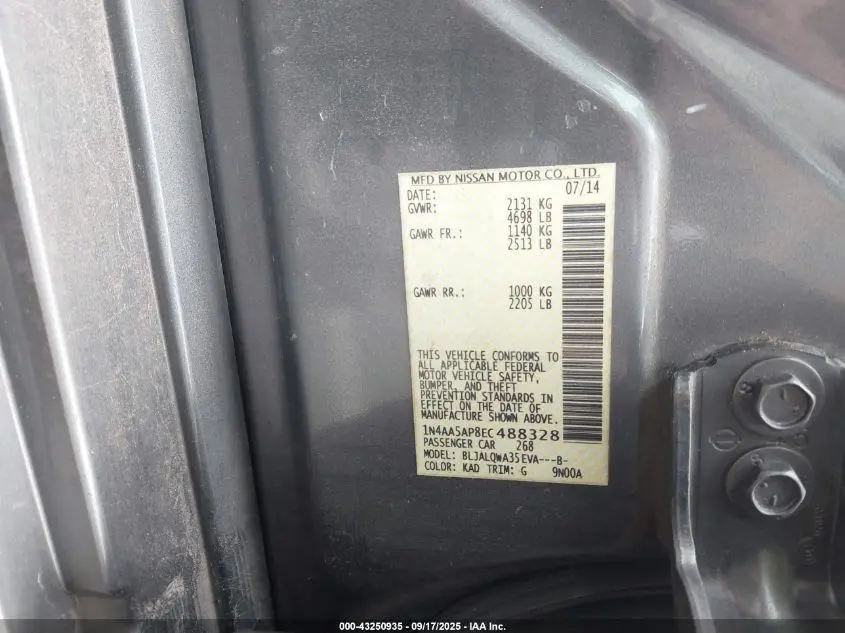 MFD BY NISSAN MOTOR CO., LTD.
DATE: 07/14
GVWR: 2131 KG
4698 LB
GAWR FR.: 1140 KG
2513 LB
GAWR RR.: 1000 KG
2205 LB
THIS VEHICLE CONFORMS TO
ALL APPLICABLE FEDERAL
MOTOR VEHICLE SAFETY,
BUMPER, AND THEFT
PREVENTION STANDARDS IN
EFFECT ON THE DATE OF
MANUFACTURE SHOWN ABOVE.
1N4AA5AP8EC488328
PASSENGER CAR 268
MODEL: BLJALQWA35EVA---B-
COLOR: KAD TRIM: G 9N00A
000-43250935 - 09/17/2025 - IAA Inc.